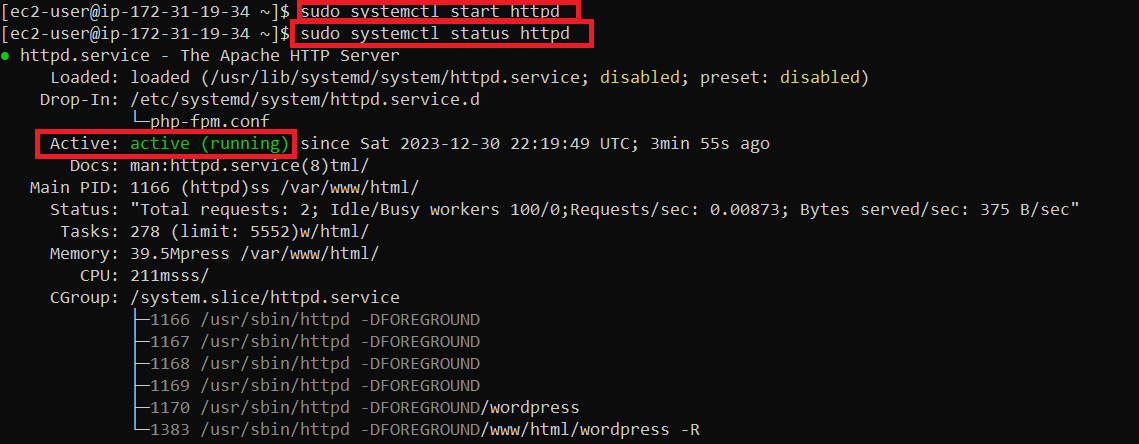 [ec2-user@ip-172-31-19-34 ~]$ sudo systemctl start httpd
[ec2-user@ip-172-31-19-34 ~]$ sudo systemctl status httpd
● httpd.service - The Apache HTTP Server
     Loaded: loaded (/usr/lib/systemd/system/httpd.service; disabled; preset: disabled)
    Drop-In: /etc/systemd/system/httpd.service.d
             └─php-fpm.conf
     Active: active (running) since Sat 2023-12-30 22:19:49 UTC; 3min 55s ago
       Docs: man:httpd.service(8)tml/
   Main PID: 1166 (httpd)ss /var/www/html/
     Status: "Total requests: 2; Idle/Busy workers 100/0;Requests/sec: 0.00873; Bytes served/sec: 375 B/sec"
      Tasks: 278 (limit: 5552)w/html/
     Memory: 39.5Mpress /var/www/html/
        CPU: 211msss/
     CGroup: /system.slice/httpd.service
             ├─1166 /usr/sbin/httpd -DFOREGROUND
             ├─1167 /usr/sbin/httpd -DFOREGROUND
             ├─1168 /usr/sbin/httpd -DFOREGROUND
             ├─1169 /usr/sbin/httpd -DFOREGROUND
             ├─1170 /usr/sbin/httpd -DFOREGROUND/wordpress
             └─1383 /usr/sbin/httpd -DFOREGROUND/www/html/wordpress -R